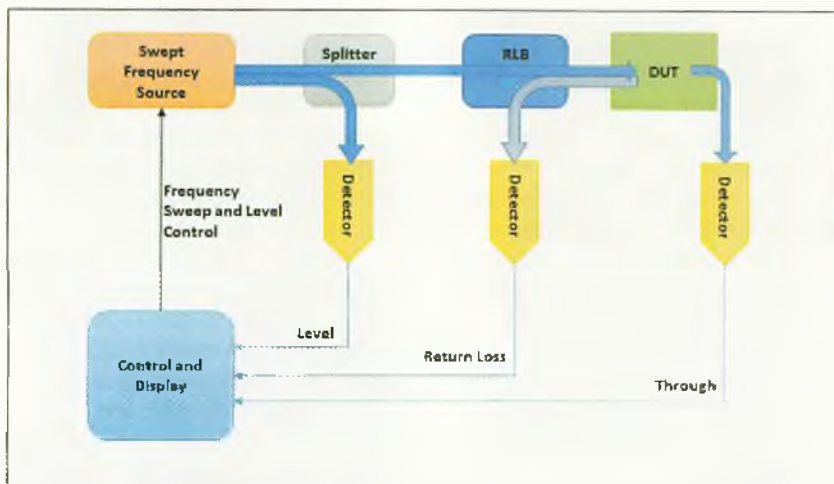 Swept
Frequency
Source
Splitter
RLB
DUT
Detector
Detector
Detector
Frequency
Sweep and Level
Control
Level
Return Loss
Through
Control and
Display